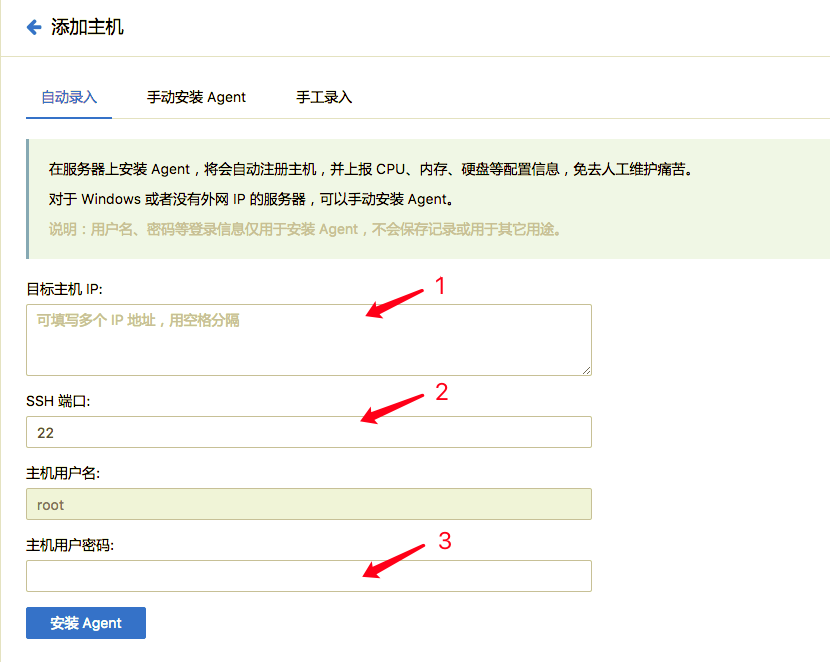 添加主机
自动录入 手动安装 Agent 手工录入
在服务器上安装 Agent，将会自动注册主机，并上报 CPU、内存、硬盘等配置信息，免去人工维护痛苦。
对于 Windows 或者没有外网 IP 的服务器，可以手动安装 Agent。
说明：用户名、密码等登录信息仅用于安装 Agent，不会保存记录或用于其它用途。
目标主机 IP:
1
可填写多个 IP 地址，用空格分隔
SSH 端口:
2
22
主机用户名:
root
主机用户密码:
3
安装 Agent